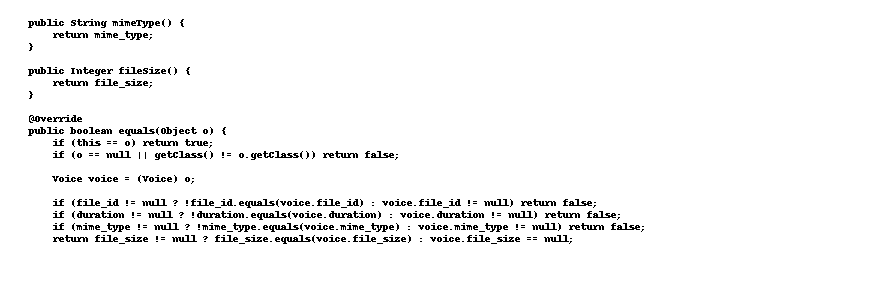 public String mimeType() {
    return mime_type;
}

public Integer fileSize() {
    return file_size;
}

@Override
public boolean equals(Object o) {
    if (this == o) return true;
    if (o == null || getClass() != o.getClass()) return false;

    Voice voice = (Voice) o;

    if (file_id != null ? !file_id.equals(voice.file_id) : voice.file_id != null) return false;
    if (duration != null ? !duration.equals(voice.duration) : voice.duration != null) return false;
    if (mime_type != null ? !mime_type.equals(voice.mime_type) : voice.mime_type != null) return false;
    return file_size != null ? file_size.equals(voice.file_size) : voice.file_size == null;